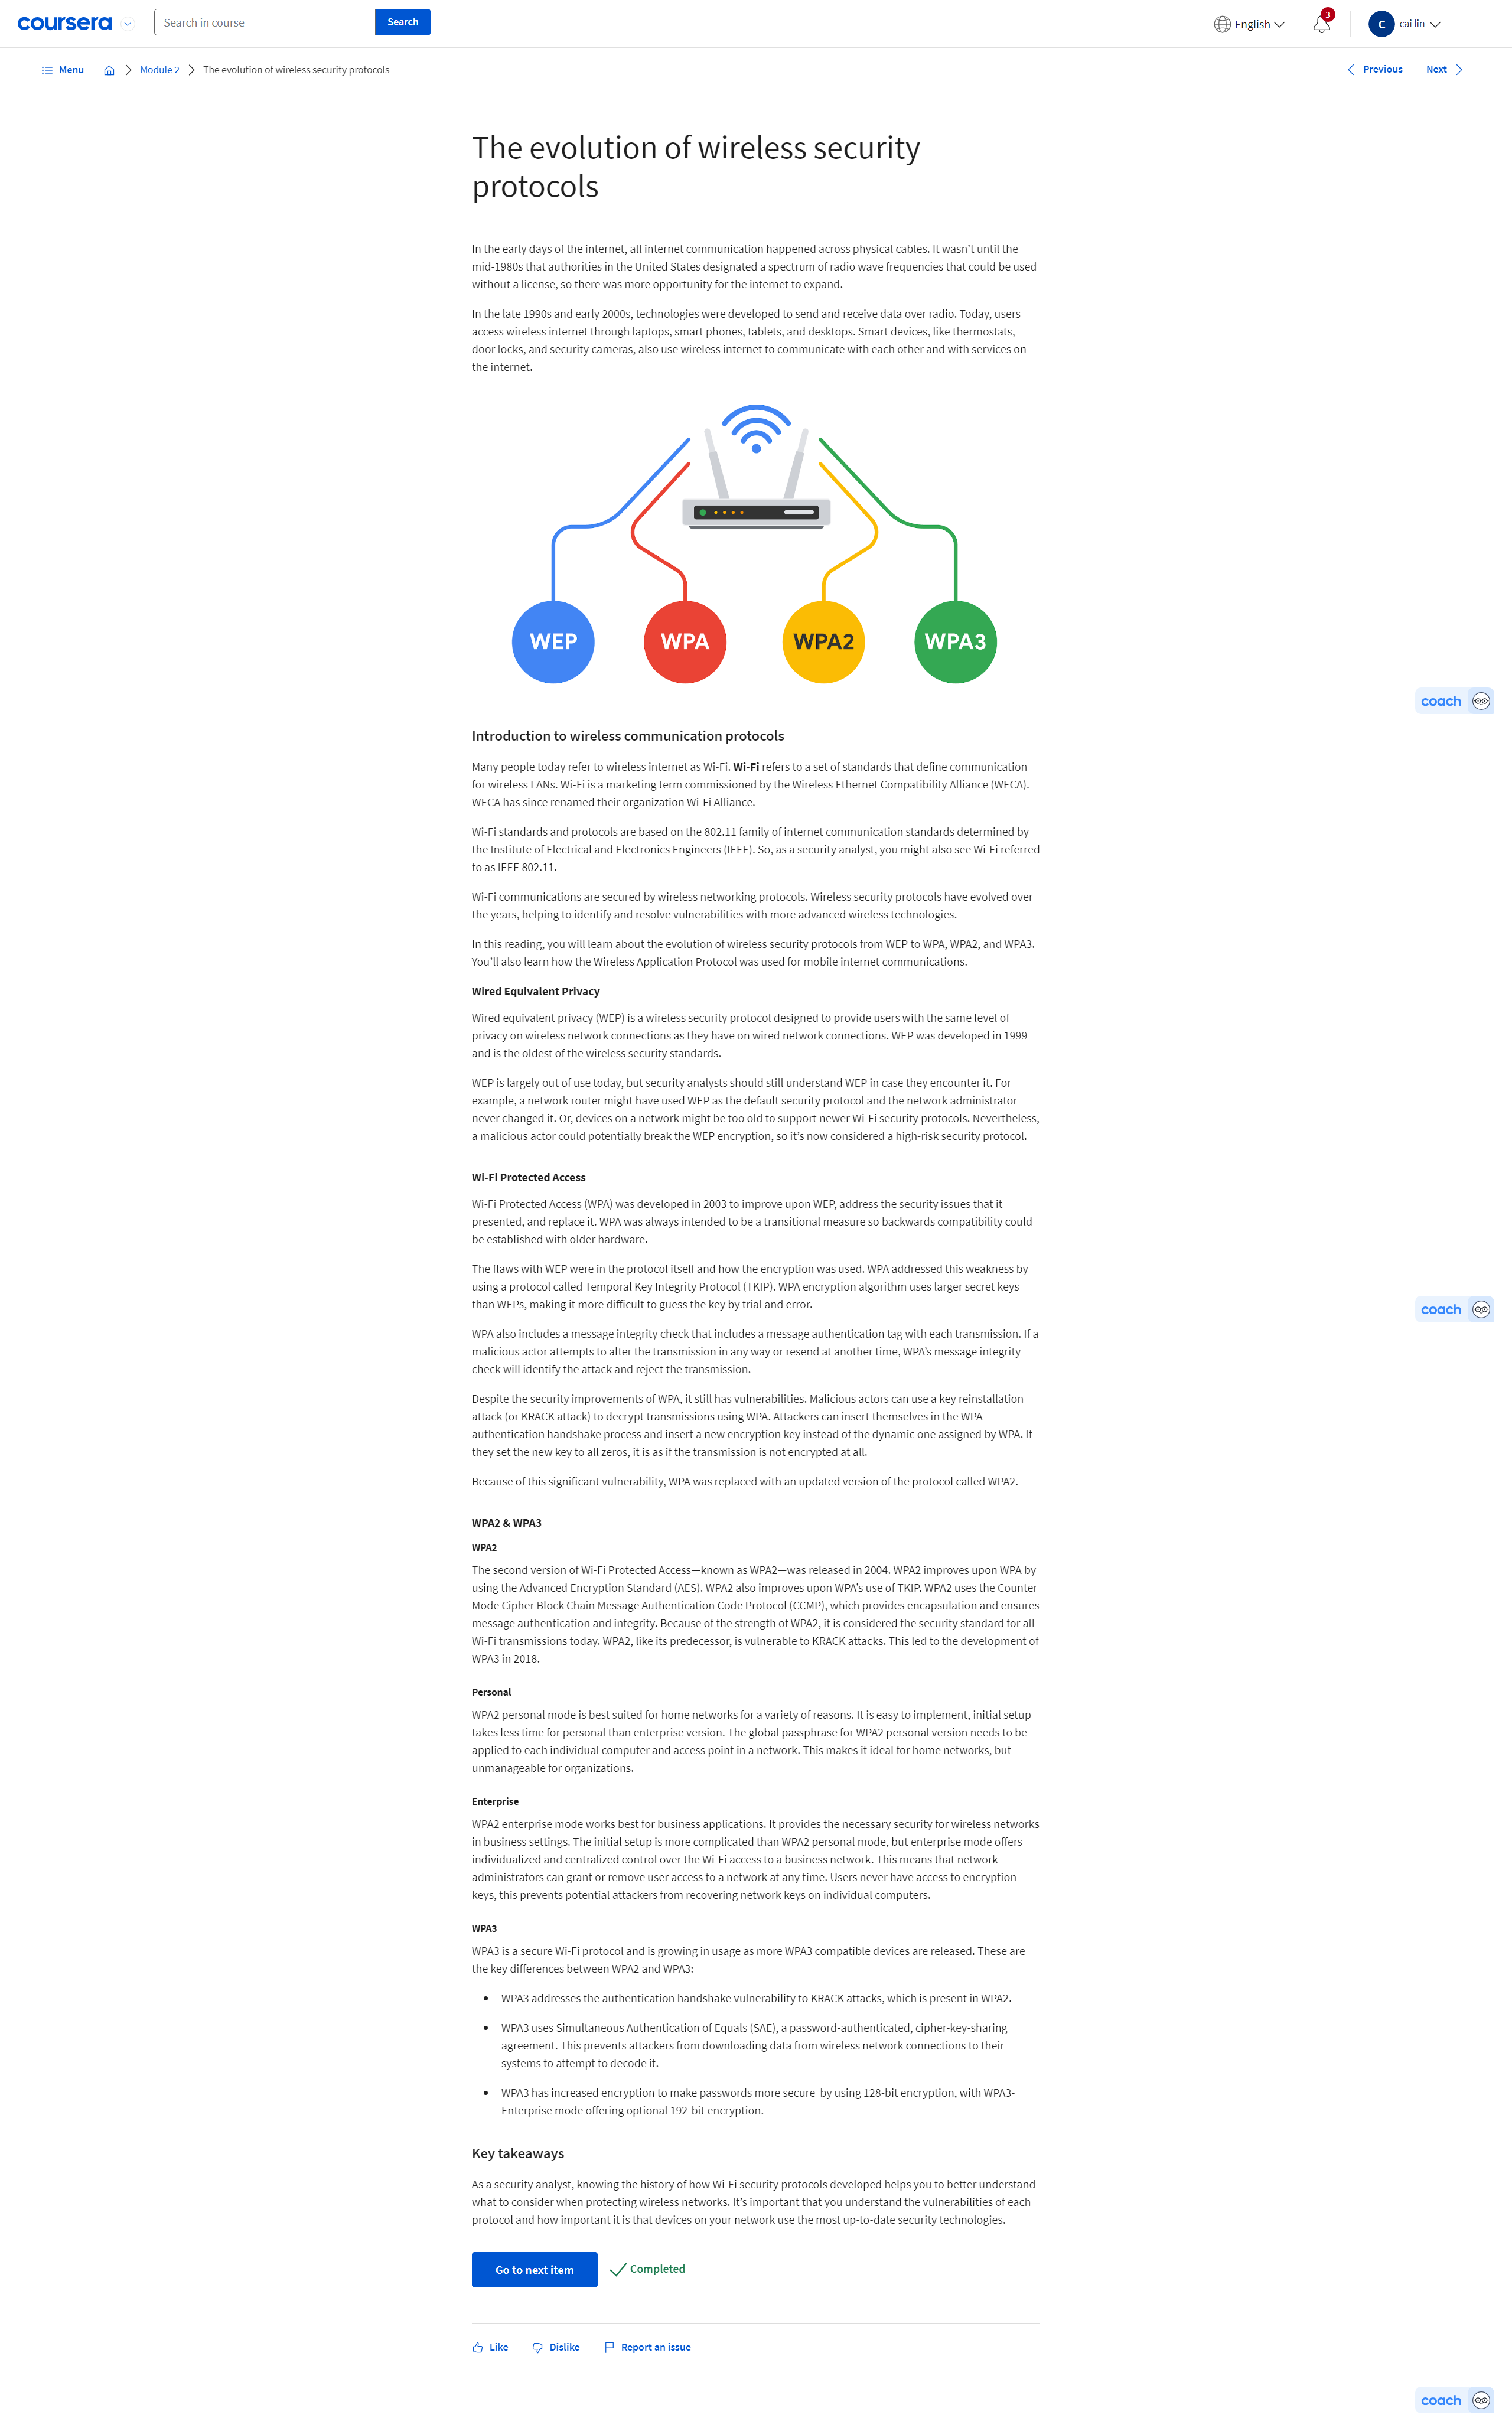 coursera
Search in course
Search
English
3
C
cai lin
Menu
Module 2
The evolution of wireless security protocols
Previous
Next
The evolution of wireless security
protocols
In the early days of the internet, all internet communication happened across physical cables. It wasn't until the
mid-1980s that authorities in the United States designated a spectrum of radio wave frequencies that could be used
without a license, so there was more opportunity for the internet to expand.
In the late 1990s and early 2000s, technologies were developed to send and receive data over radio. Today, users
access wireless internet through laptops, smart phones, tablets, and desktops. Smart devices, like thermostats,
door locks, and security cameras, also use wireless internet to communicate with each other and with services on
the internet.
WEP
WPA
WPA2
WPA3
coach
Introduction to wireless communication protocols
Many people today refer to wireless internet as Wi-Fi. Wi-Fi refers to a set of standards that define communication
for wireless LANs. Wi-Fi is a marketing term commissioned by the Wireless Ethernet Compatibility Alliance (WECA).
WECA has since renamed their organization Wi-Fi Alliance.
Wi-Fi standards and protocols are based on the 802.11 family of internet communication standards determined by
the Institute of Electrical and Electronics Engineers (IEEE). So, as a security analyst, you might also see Wi-Fi referred
to as IEEE 802.11.
Wi-Fi communications are secured by wireless networking protocols. Wireless security protocols have evolved over
the years, helping to identify and resolve vulnerabilities with more advanced wireless technologies.
In this reading, you will learn about the evolution of wireless security protocols from WEP to WPA, WPA2, and WPA3.
You'll also learn how the Wireless Application Protocol was used for mobile internet communications.
Wired Equivalent Privacy
Wired equivalent privacy (WEP) is a wireless security protocol designed to provide users with the same level of
privacy on wireless network connections as they have on wired network connections. WEP was developed in 1999
and is the oldest of the wireless security standards.
WEP is largely out of use today, but security analysts should still understand WEP in case they encounter it. For
example, a network router might have used WEP as the default security protocol and the network administrator
never changed it. Or, devices on a network might be too old to support newer Wi-Fi security protocols. Nevertheless,
a malicious actor could potentially break the WEP encryption, so it's now considered a high-risk security protocol.
Wi-Fi Protected Access
Wi-Fi Protected Access (WPA) was developed in 2003 to improve upon WEP, address the security issues that it
presented, and replace it. WPA was always intended to be a transitional measure so backwards compatibility could
be established with older hardware.
The flaws with WEP were in the protocol itself and how the encryption was used. WPA addressed this weakness by
using a protocol called Temporal Key Integrity Protocol (TKIP). WPA encryption algorithm uses larger secret keys
than WEPs, making it more difficult to guess the key by trial and error.
coach
WPA also includes a message integrity check that includes a message authentication tag with each transmission. If a
malicious actor attempts to alter the transmission in any way or resend at another time, WPA's message integrity
check will identify the attack and reject the transmission.
Despite the security improvements of WPA, it still has vulnerabilities. Malicious actors can use a key reinstallation
attack (or KRACK attack) to decrypt transmissions using WPA. Attackers can insert themselves in the WPA
authentication handshake process and insert a new encryption key instead of the dynamic one assigned by WPA. If
they set the new key to all zeros, it is as if the transmission is not encrypted at all.
Because of this significant vulnerability, WPA was replaced with an updated version of the protocol called WPA2.
WPA2 & WPA3
WPA2
The second version of Wi-Fi Protected Access—known as WPA2—was released in 2004. WPA2 improves upon WPA by
using the Advanced Encryption Standard (AES). WPA2 also improves upon WPA's use of TKIP. WPA2 uses the Counter
Mode Cipher Block Chain Message Authentication Code Protocol (CCMP), which provides encapsulation and ensures
message authentication and integrity. Because of the strength of WPA2, it is considered the security standard for all
Wi-Fi transmissions today. WPA2, like its predecessor, is vulnerable to KRACK attacks. This led to the development of
WPA3 in 2018.
Personal
WPA2 personal mode is best suited for home networks for a variety of reasons. It is easy to implement, initial setup
takes less time for personal than enterprise version. The global passphrase for WPA2 personal version needs to be
applied to each individual computer and access point in a network. This makes it ideal for home networks, but
unmanageable for organizations.
Enterprise
WPA2 enterprise mode works best for business applications. It provides the necessary security for wireless networks
in business settings. The initial setup is more complicated than WPA2 personal mode, but enterprise mode offers
individualized and centralized control over the Wi-Fi access to a business network. This means that network
administrators can grant or remove user access to a network at any time. Users never have access to encryption
keys, this prevents potential attackers from recovering network keys on individual computers.
WPA3
WPA3 is a secure Wi-Fi protocol and is growing in usage as more WPA3 compatible devices are released. These are
the key differences between WPA2 and WPA3:
• WPA3 addresses the authentication handshake vulnerability to KRACK attacks, which is present in WPA2.
• WPA3 uses Simultaneous Authentication of Equals (SAE), a password-authenticated, cipher-key-sharing
agreement. This prevents attackers from downloading data from wireless network connections to their
systems to attempt to decode it.
• WPA3 has increased encryption to make passwords more secure by using 128-bit encryption, with WPA3-
Enterprise mode offering optional 192-bit encryption.
Key takeaways
As a security analyst, knowing the history of how Wi-Fi security protocols developed helps you to better understand
what to consider when protecting wireless networks. It's important that you understand the vulnerabilities of each
protocol and how important it is that devices on your network use the most up-to-date security technologies.
Go to next item
Completed
Like
Dislike
Report an issue
coach